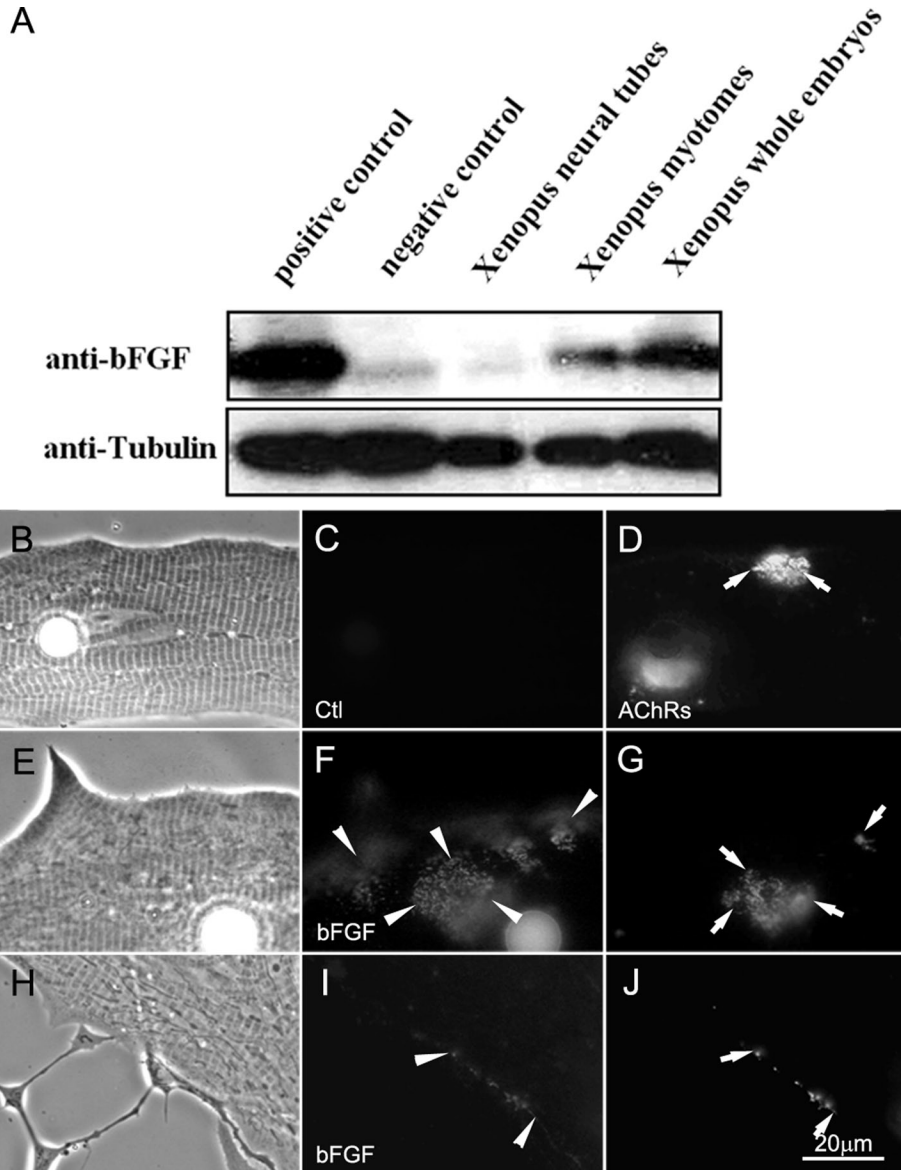 A
positive control
negative control
Xenopus neural tubes
Xenopus myotomes
Xenopus whole embryos
anti-bFGF
anti-Tubulin
B
C
Ctl
D
AChRs
E
F
bFGF
G
H
I
bFGF
J
20μm